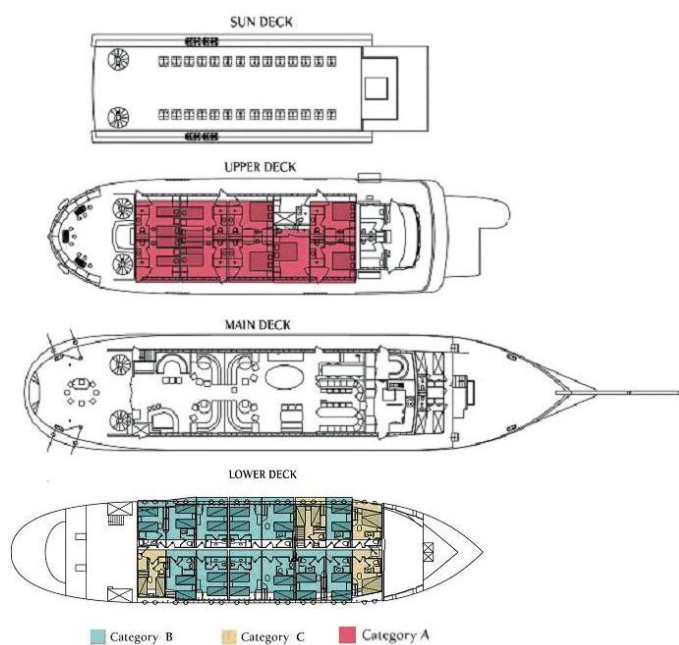 SUN DECK
UPPER DECK
MAIN DECK
LOWER DECK
Category B Category C Category A